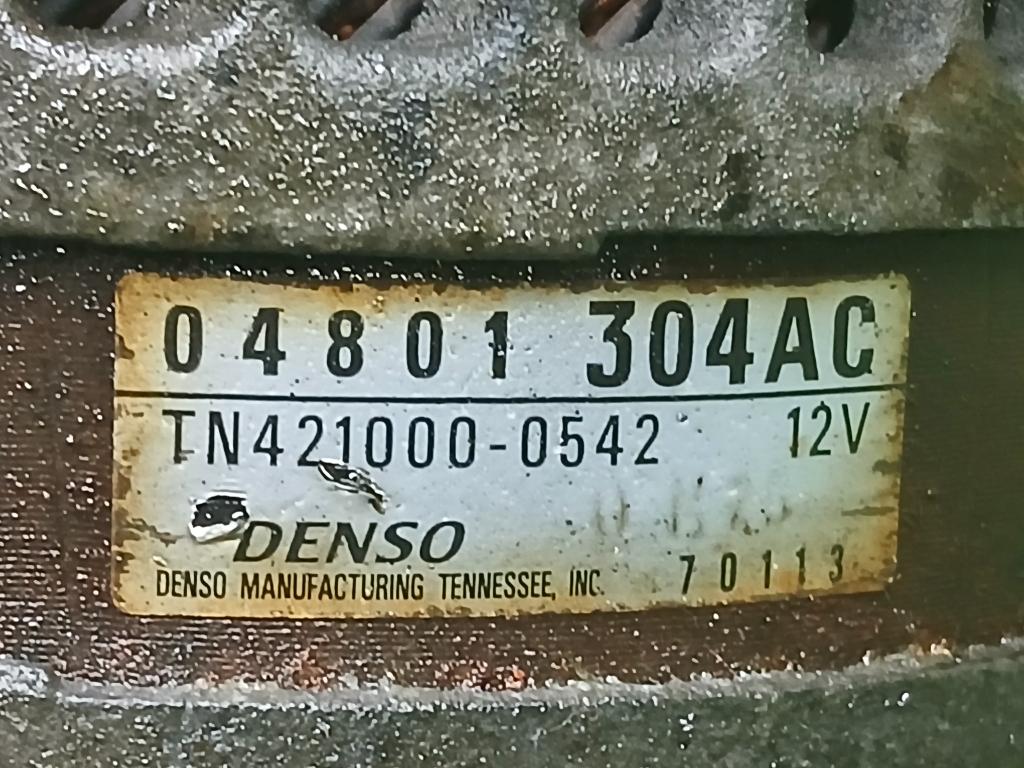 04801 304AC
TN421000-0542 12V
DENSO
DENSO MANUFACTURING TENNESSEE, INC. 70113